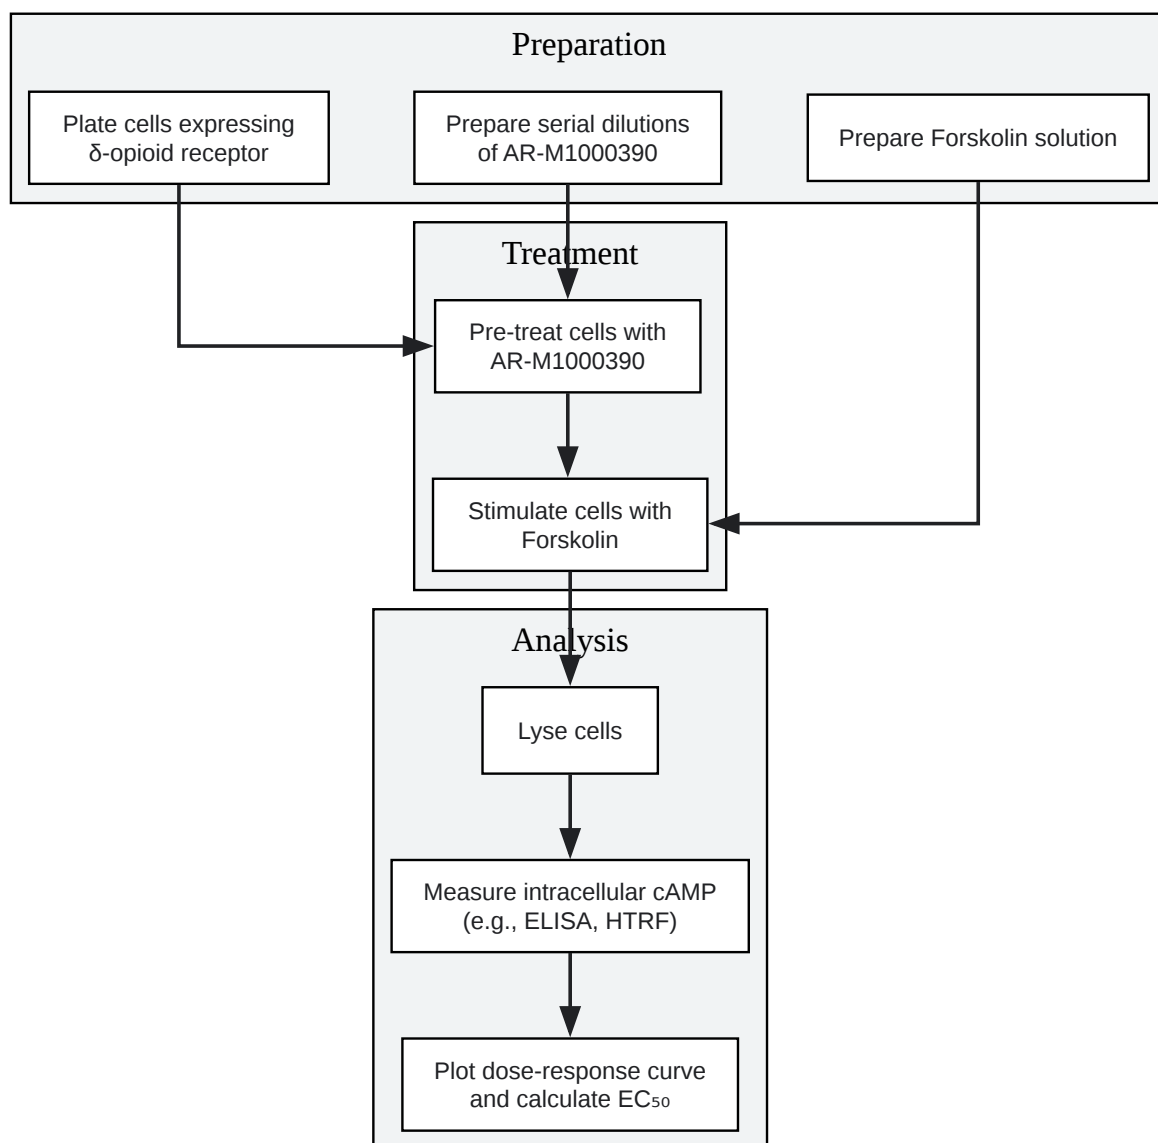 Preparation
Plate cells expressing
δ-opioid receptor
Prepare serial dilutions
of AR-M1000390
Prepare Forskolin solution
Treatment
Pre-treat cells with
AR-M1000390
Stimulate cells with
Forskolin
Analysis
Lyse cells
Measure intracellular cAMP
(e.g., ELISA, HTRF)
Plot dose-response curve
and calculate EC₅₀